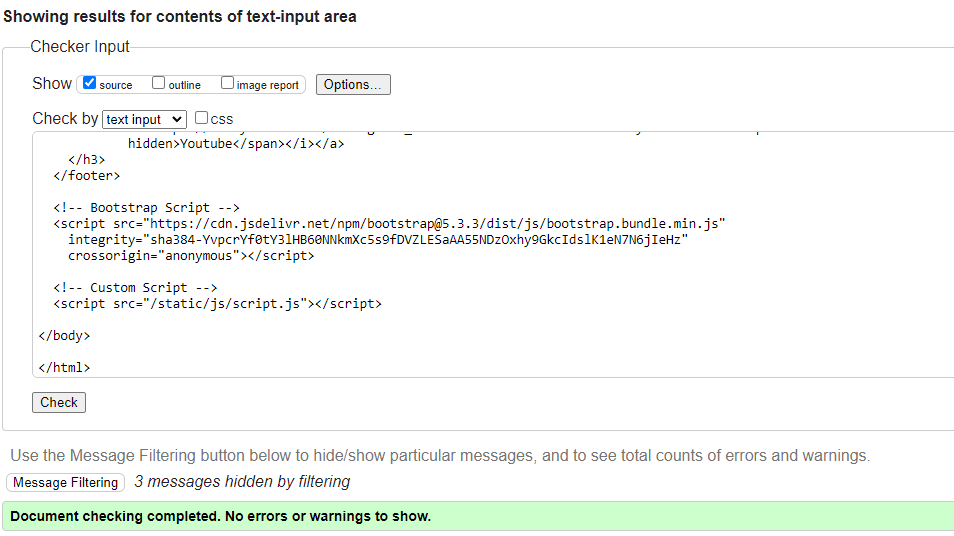 Showing results for contents of text-input area
Checker Input
Show source outline image report Options...
Check by text input css
hidden>Youtube</span></i></a>
</h3>
</footer>
<!-- Bootstrap Script -->
<script src="https://cdn.jsdelivr.net/npm/bootstrap@5.3.3/dist/js/bootstrap.bundle.min.js"
integrity="sha384-YvpcrYf0tY3lHB60NNkmXc5s9fDVZLESaAA55NDzOxhy9GkcIdslK1eN7N6jIeHz"
crossorigin="anonymous"></script>
<!-- Custom Script -->
<script src="/static/js/script.js"></script>
</body>
</html>
Check
Use the Message Filtering button below to hide/show particular messages, and to see total counts of errors and warnings.
Message Filtering 3 messages hidden by filtering
Document checking completed. No errors or warnings to show.